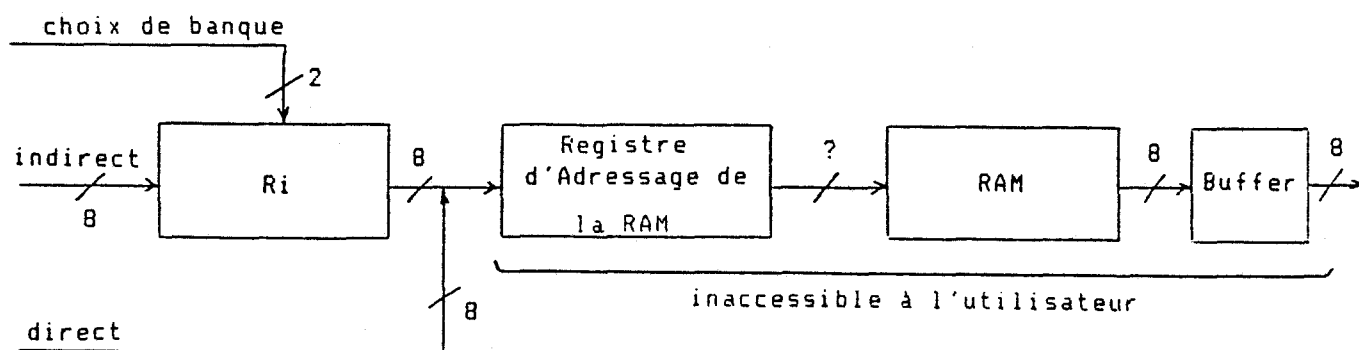 choix de banque
2
indirect
8
Ri
8
Registre
d'Adressage de
la RAM
?
RAM
8
Buffer
8
8
inaccessible à l'utilisateur
direct